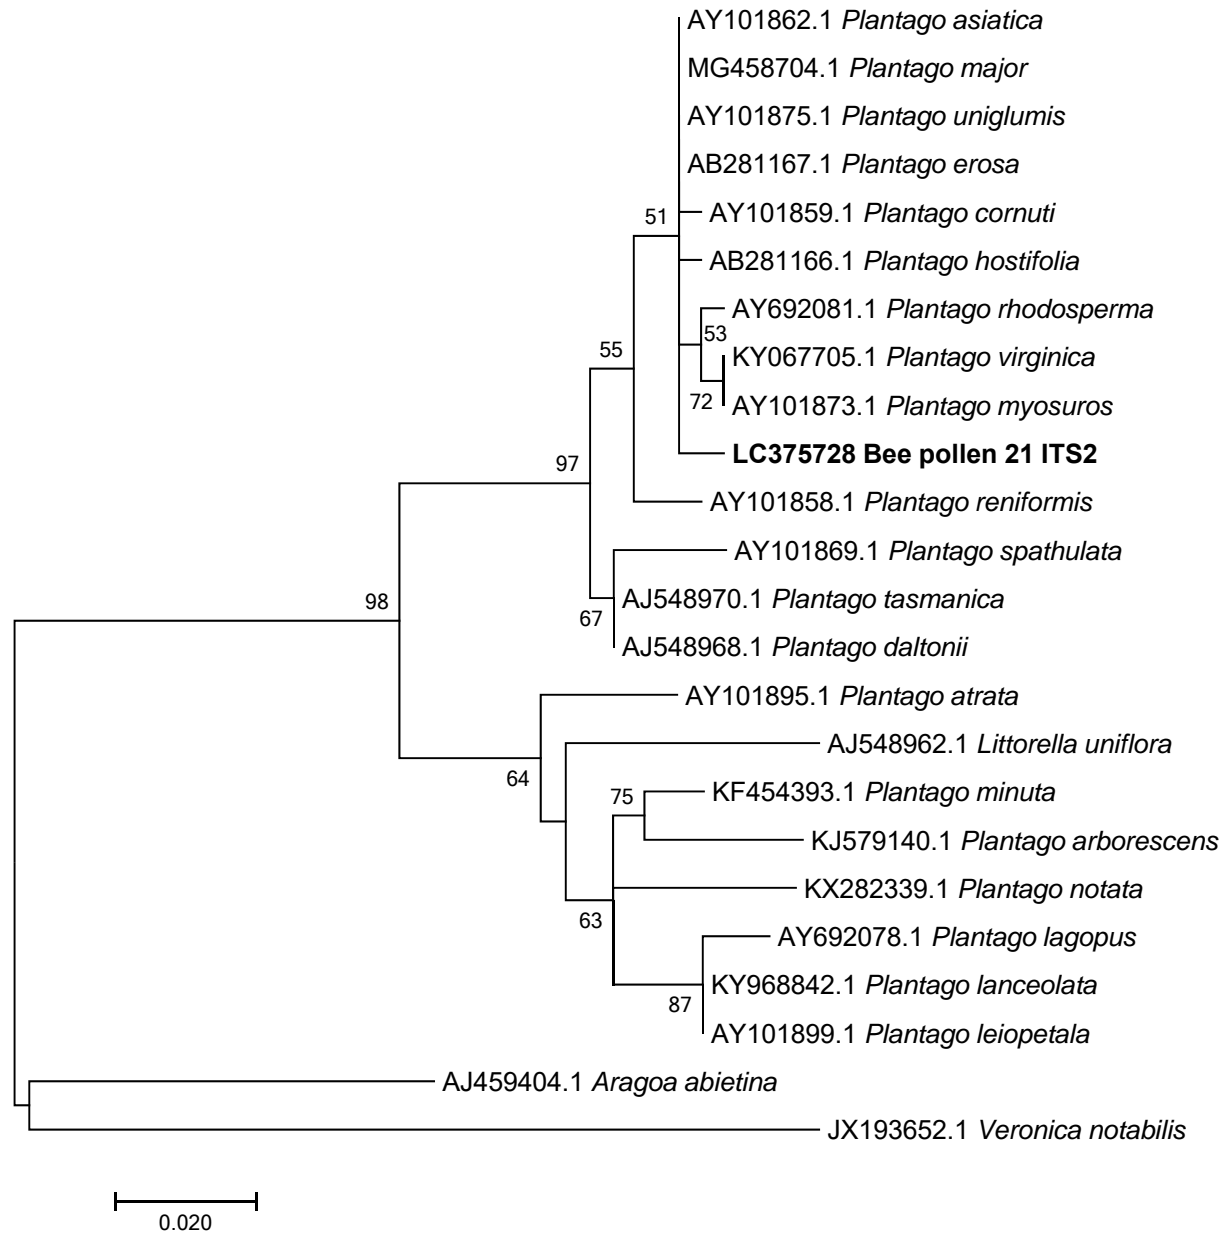 AY101862.1 Plantago asiatica
MG458704.1 Plantago major
AY101875.1 Plantago uniglumis
AB281167.1 Plantago erosa
51
AY101859.1 Plantago cornuti
AB281166.1 Plantago hostifolia
AY692081.1 Plantago rhodosperma
53
55
KY067705.1 Plantago virginica
72
AY101873.1 Plantago myosuros
LC375728 Bee pollen 21 ITS2
97
AY101858.1 Plantago reniformis
AY101869.1 Plantago spathulata
98
AJ548970.1 Plantago tasmanica
67
AJ548968.1 Plantago daltonii
AY101895.1 Plantago atrata
AJ548962.1 Littorella uniflora
64
75
KF454393.1 Plantago minuta
KJ579140.1 Plantago arborescens
KX282339.1 Plantago notata
63
AY692078.1 Plantago lagopus
KY968842.1 Plantago lanceolata
87
AY101899.1 Plantago leiopetala
AJ459404.1 Aragoa abietina
JX193652.1 Veronica notabilis
0.020